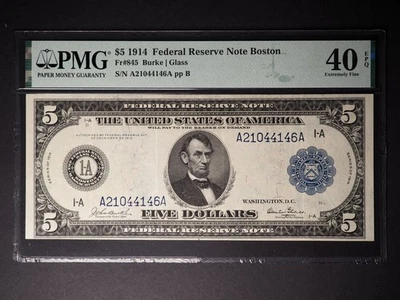 PMG
PAPER MONEY GUARANTY
$5 1914 Federal Reserve Note Boston
Fr#845 Burke | Glass
S/N A21044146A pp B
40 EPQ
Extremely Fine
FEDERAL RESERVE NOTE
5 THE UNITED STATES OF AMERICA 5
WILL PAY TO THE BEARER ON DEMAND
I-A
A21044146A I-A
1-A
WASHINGTON, D.C.
I-A A21044146A
I-A
5 FIVE DOLLARS 5
FEDERAL RESERVE NOTE